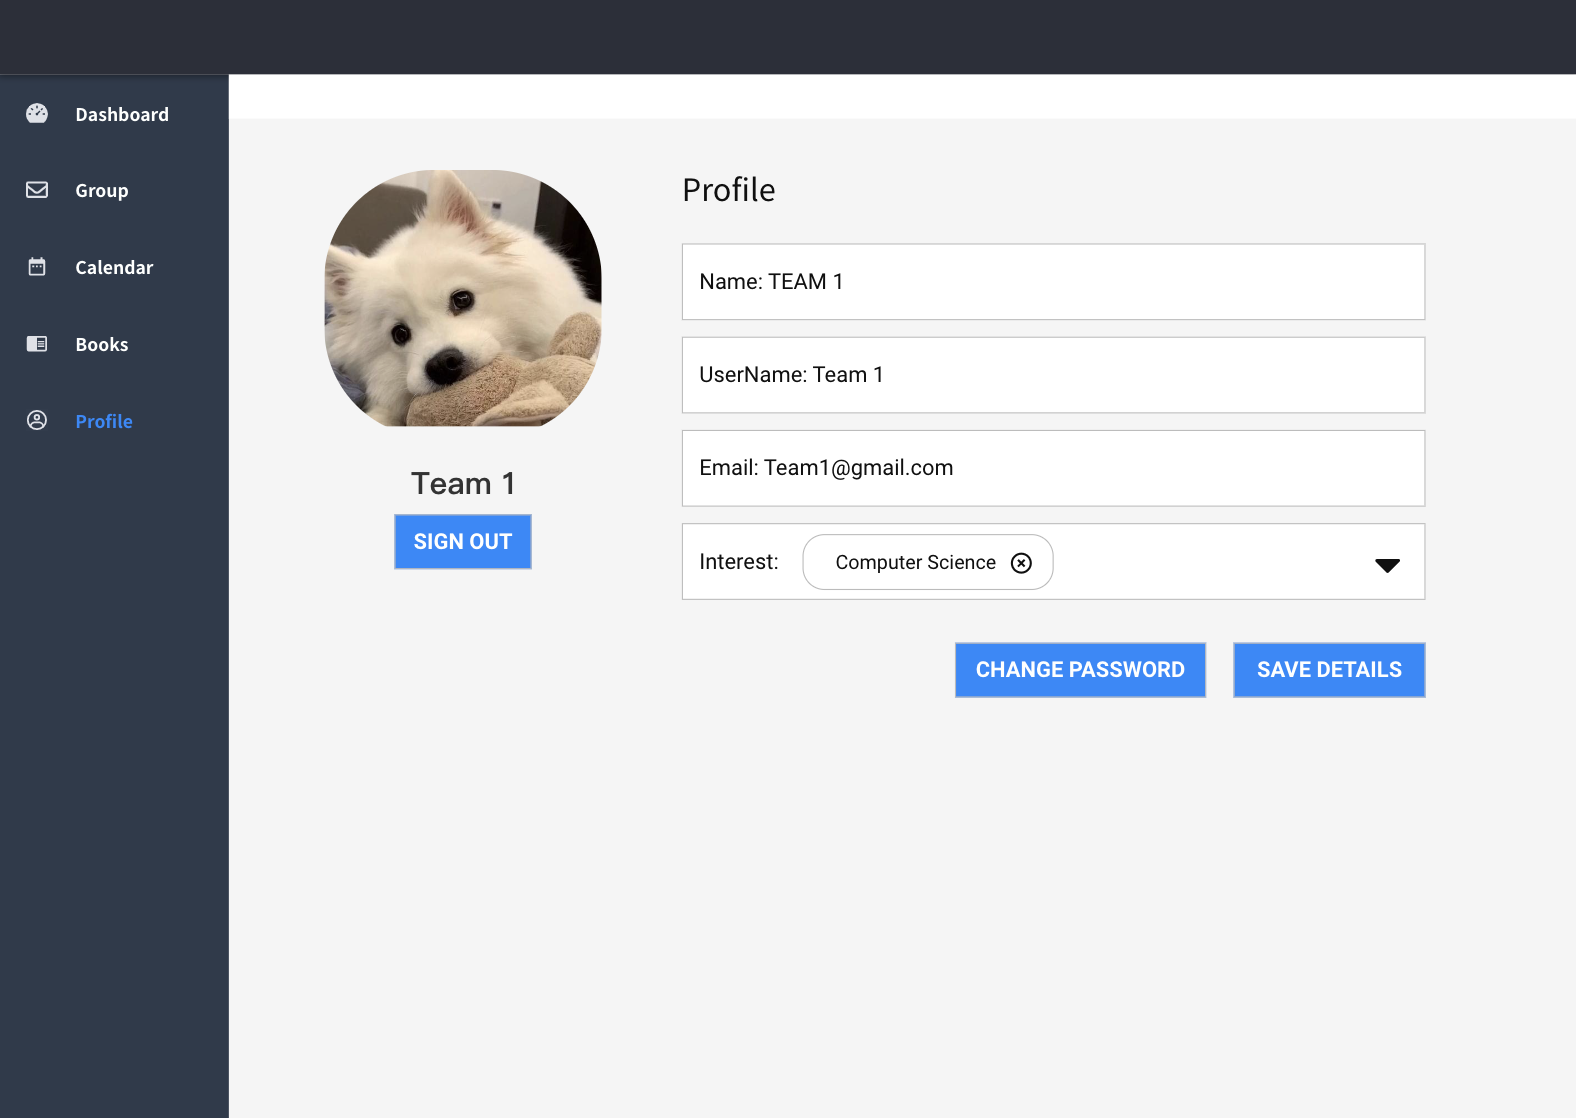 Dashboard
Group
Calendar
Books
Profile
Team 1
SIGN OUT
Profile
Name: TEAM 1
UserName: Team 1
Email: Team1@gmail.com
Interest: Computer Science
CHANGE PASSWORD SAVE DETAILS